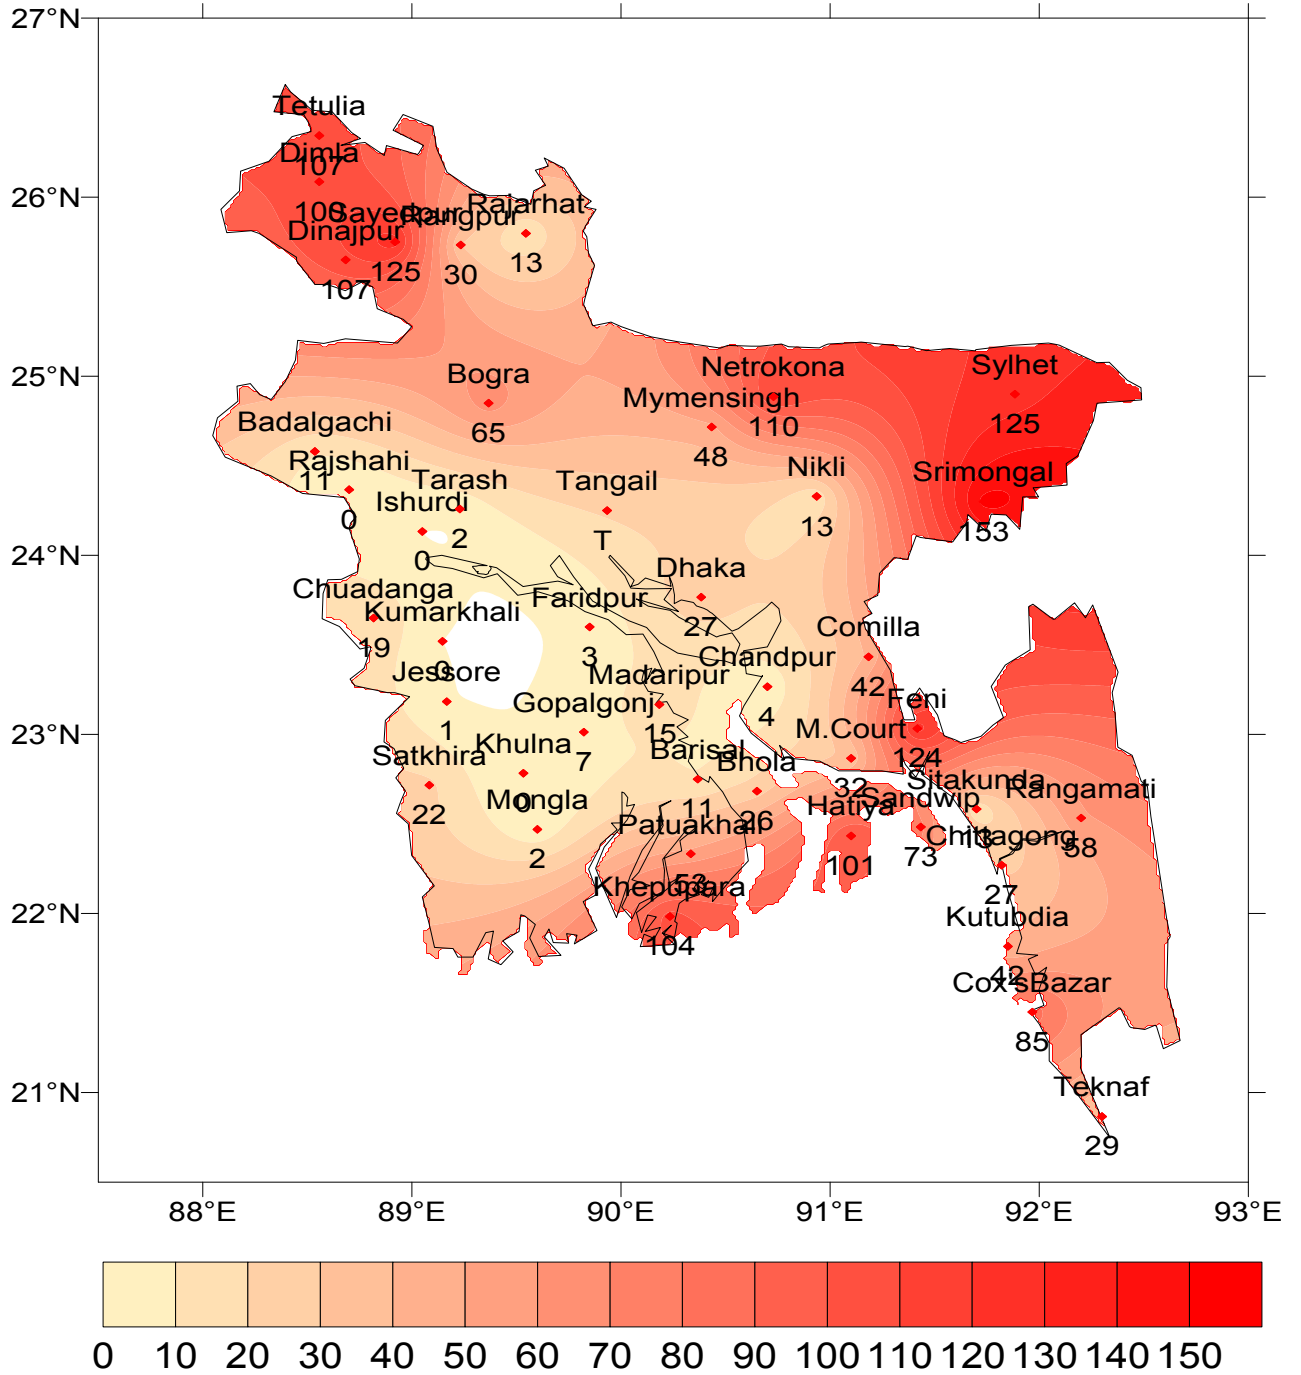 27°N
Tetulia
107
Dimla
26°N
100
Sayedpur
Rangpur
Rajarhat
Dinajpur
125
30
13
107
25°N
Bogra
65
Netrokona
110
Sylhet
125
Mymensingh
48
Badalgachi
11
Rajshahi
0
Tarash
2
Ishurdi
0
Tangail
T
Nikli
13
Srimongal
153
24°N
Dhaka
27
Chuadanga
19
Kumarkhali
0
Faridpur
3
Comilla
42
Jessore
1
Madaripur
15
Chandpur
4
Gopalgonj
7
Feni
124
23°N
M.Court
32
Satkhira
22
Khulna
0
Barisal
11
Bhola
26
Sitakunda
13
Rangamati
58
Mongla
2
Hatiya
101
Sandwip
73
Patuakhali
53
Chittagong
27
Khepupara
104
22°N
Kutubdia
42
Cox'sBazar
85
21°N
Teknaf
29
88°E 89°E 90°E 91°E 92°E 93°E
0 10 20 30 40 50 60 70 80 90 100 110 120 130 140 150